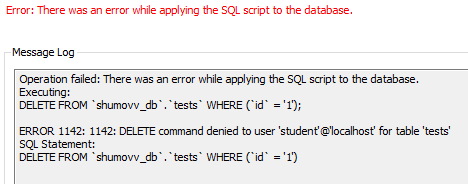 Error: There was an error while applying the SQL script to the database.
Message Log
Operation failed: There was an error while applying the SQL script to the database.
Executing:
DELETE FROM `shumovv_db`.`tests` WHERE (`id` = '1');
ERROR 1142: 1142: DELETE command denied to user 'student'@'localhost' for table 'tests'
SQL Statement:
DELETE FROM `shumovv_db`.`tests` WHERE (`id` = '1')